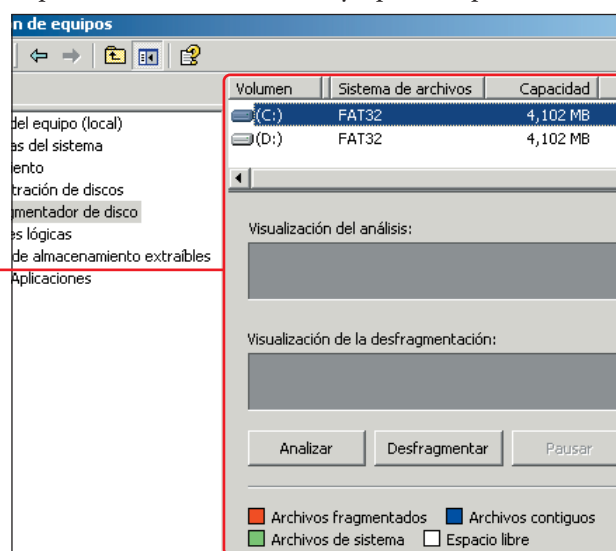 n de equipos
Volumen Sistema de archivos Capacidad
(C:) FAT32 4,102 MB
(D:) FAT32 4,102 MB
del equipo (local)
as del sistema
iento
tración de discos
gmentador de disco
es lógicas
de almacenamiento extraíbles
Aplicaciones
Visualización del análisis:
Visualización de la desfragmentación:
Analizar Desfragmentar Pausar
Archivos fragmentados Archivos contiguos
Archivos de sistema Espacio libre